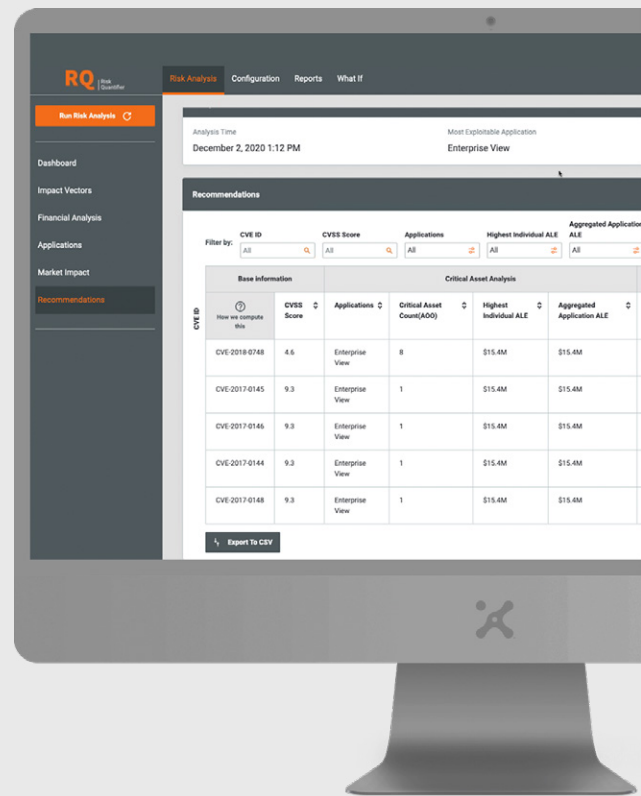 RQ Risk
Quantifier
Risk Analysis Configuration Reports What If
Run Risk Analysis
Dashboard
Impact Vectors
Financial Analysis
Applications
Market Impact
Recommendations
Analysis Time Most Exploitable Application
December 2, 2020 1:12 PM Enterprise View
Recommendations
Filter by: CVE ID CVSS Score Applications Highest Individual ALE Aggregated Application ALE
All All All All All
Base Information Critical Asset Analysis
CVE ID
How we compute this CVSS Score Applications Critical Asset Count(AOO) Highest Individual ALE Aggregated Application ALE
CVE-2018-0748 4.6 Enterprise View 8 $15.4M $15.4M
CVE-2017-0145 9.3 Enterprise View 1 $15.4M $15.4M
CVE-2017-0146 9.3 Enterprise View 1 $15.4M $15.4M
CVE-2017-0144 9.3 Enterprise View 1 $15.4M $15.4M
CVE-2017-0148 9.3 Enterprise View 1 $15.4M $15.4M
Export To CSV